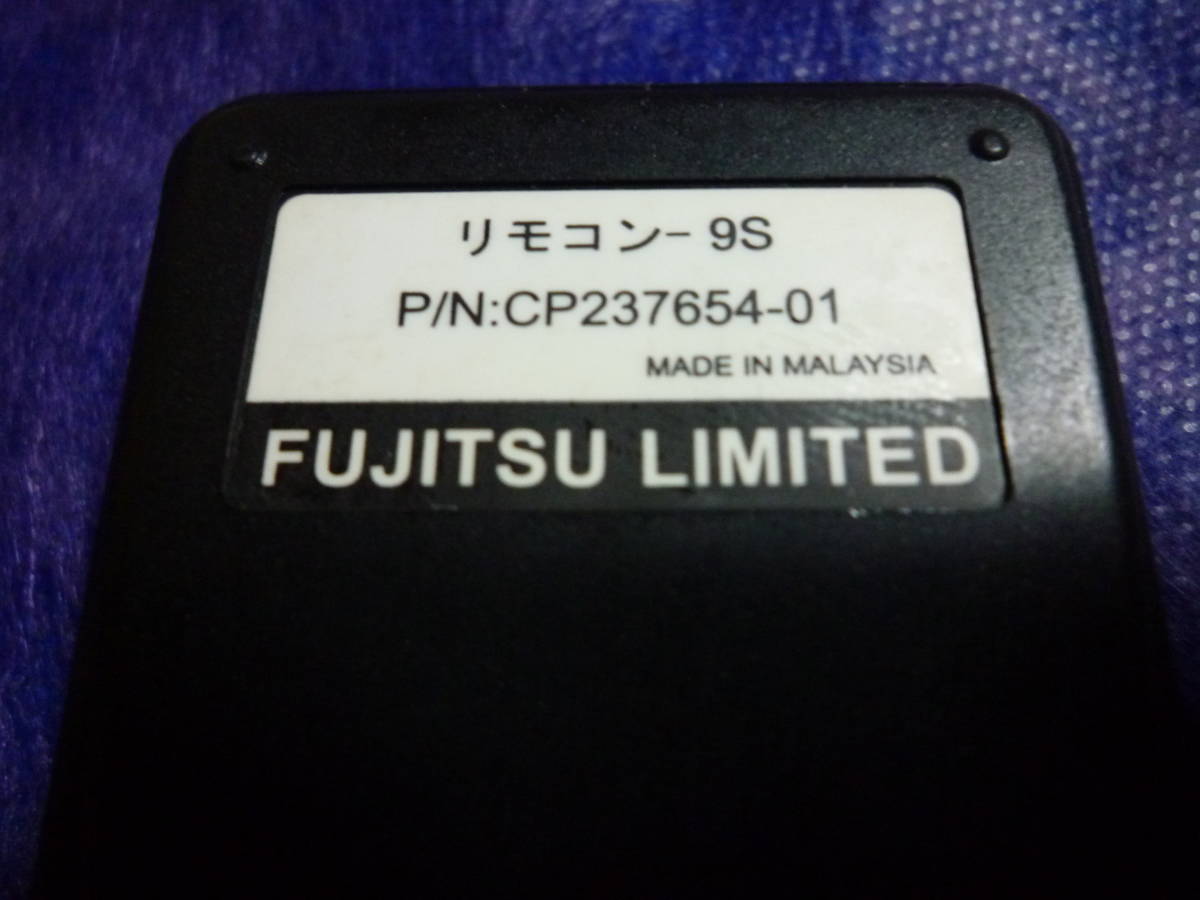 リモコン- 9S
P/N:CP237654-01
MADE IN MALAYSIA
FUJITSU LIMITED